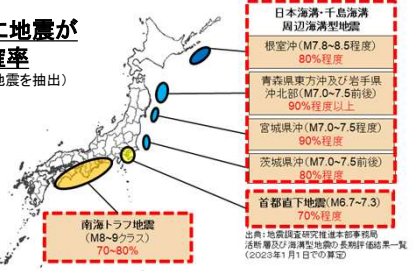 に地震が
確率
地震を抽出）
日本海溝・千島海溝
周辺海溝型地震
根室沖(M7.8～8.5程度)
80%程度
青森県東方沖及び岩手県
沖北部(M7.0～7.5前後)
90%程度以上
宮城県沖(M7.0～7.5程度)
90%程度
茨城県沖(M7.0～7.5前後)
80%程度
首都直下地震(M6.7～7.3)
70%程度
南海トラフ地震
(M8～9クラス)
70~80%
出典：地震調査研究推進本部事務局
活断層及び海溝型地震の長期評価結果一覧
(2023年1月1日での算定)